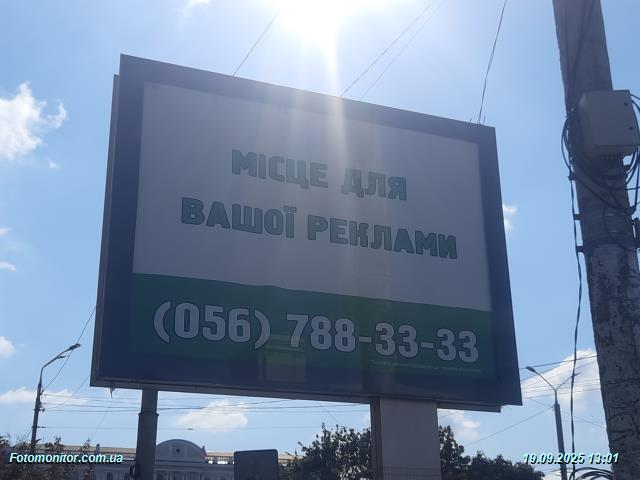 МІСЦЕ ДЛЯ
ВАШОЇ РЕКЛАМИ
(056) 788-33-33
Fotomonitor.com.ua
19.09.2025 13:01